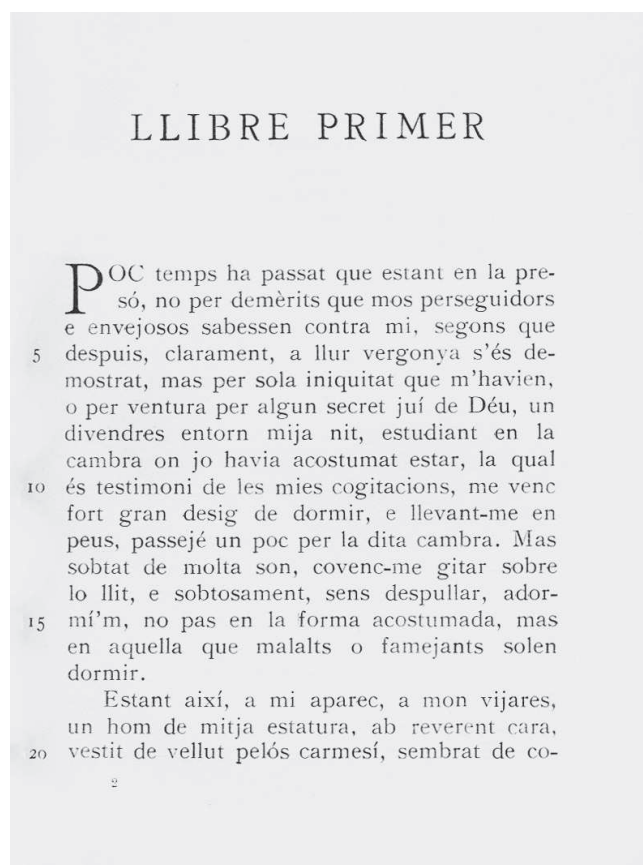 LLIBRE PRIMER
POC temps ha passat que estant en la pre-
só, no per demèrits que mos perseguidors
e envejosos sabessen contra mi, segons que
5 despuis, clarament, a llur vergonya s'és de-
mostrat, mas per sola iniquitat que m'havien,
o per ventura per algun secret juí de Déu, un
divendres entorn mija nit, estudiant en la
cambra on jo havia acostumat estar, la qual
10 és testimoni de les mies cogitacions, me venc
fort gran desig de dormir, e llevant-me en
peus, passejé un poc per la dita cambra. Mas
sobtat de molta son, covenc-me gitar sobre
lo llit, e sobtosament, sens despullar, ador-
15 mí'm, no pas en la forma acostumada, mas
en aquella que malalts o famejants solen
dormir.
Estant així, a mi aparec, a mon vijares,
un hom de mitja estatura, ab reverent cara,
20 vestit de vellut pelós carmesí, sembrat de co-
2